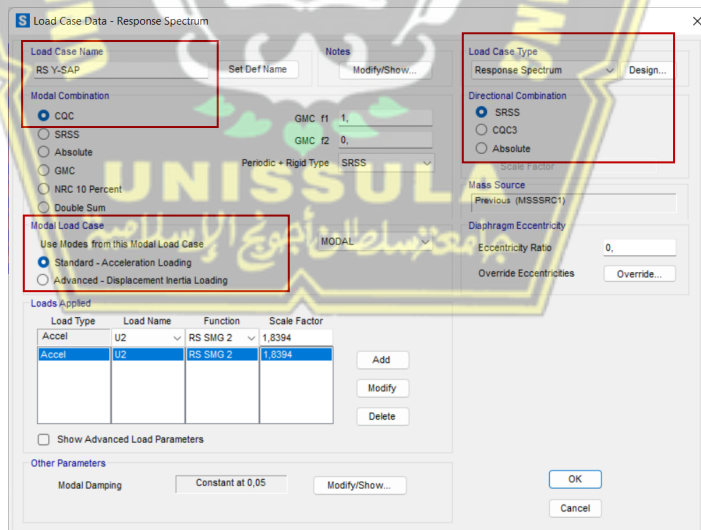 Load Case Data - Response Spectrum
Load Case Name
RS Y-SAP
Set Def Name
Notes
Modify/Show...
Load Case Type
Response Spectrum
Design...
Modal Combination
CQC
SRSS
Absolute
GMC
NRC 10 Percent
Double Sum
GMC f1 1,
GMC f2 0,
Periodic + Rigid Type SRSS
Directional Combination
SRSS
CQC3
Absolute
Scale Factor
Mass Source
Previous (MSSSRC1)
Modal Load Case
Use Modes from this Modal Load Case MODAL
Standard - Acceleration Loading
Advanced - Displacement Inertia Loading
Diaphragm Eccentricity
Eccentricity Ratio 0,
Override Eccentricities Override...
Loads Applied
Load Type Load Name Function Scale Factor
Accel U2 RS SMG 2 1,8394
Accel U2 RS SMG 2 1,8394
Add
Modify
Delete
Show Advanced Load Parameters
Other Parameters
Modal Damping Constant at 0,05 Modify/Show...
OK
Cancel
UNISSULA